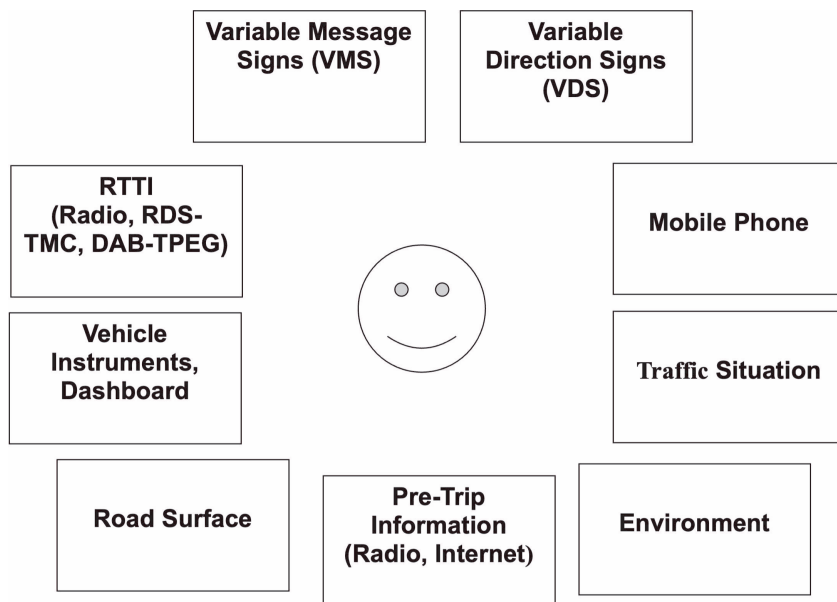 Variable Message
Signs (VMS)
Variable
Direction Signs
(VDS)
RTTI
(Radio, RDS-
TMC, DAB-TPEG)
Mobile Phone
Vehicle
Instruments,
Dashboard
Traffic Situation
Road Surface
Pre-Trip
Information
(Radio, Internet)
Environment